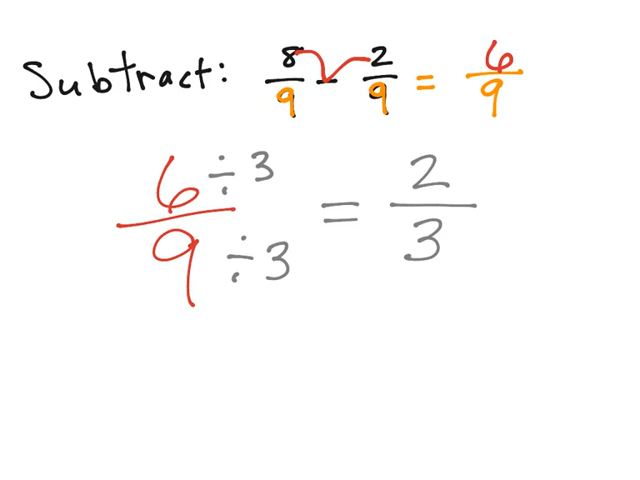 Subtract: 8/9 - 2/9 = 6/9
6 ÷ 3 / 9 ÷ 3 = 2/3